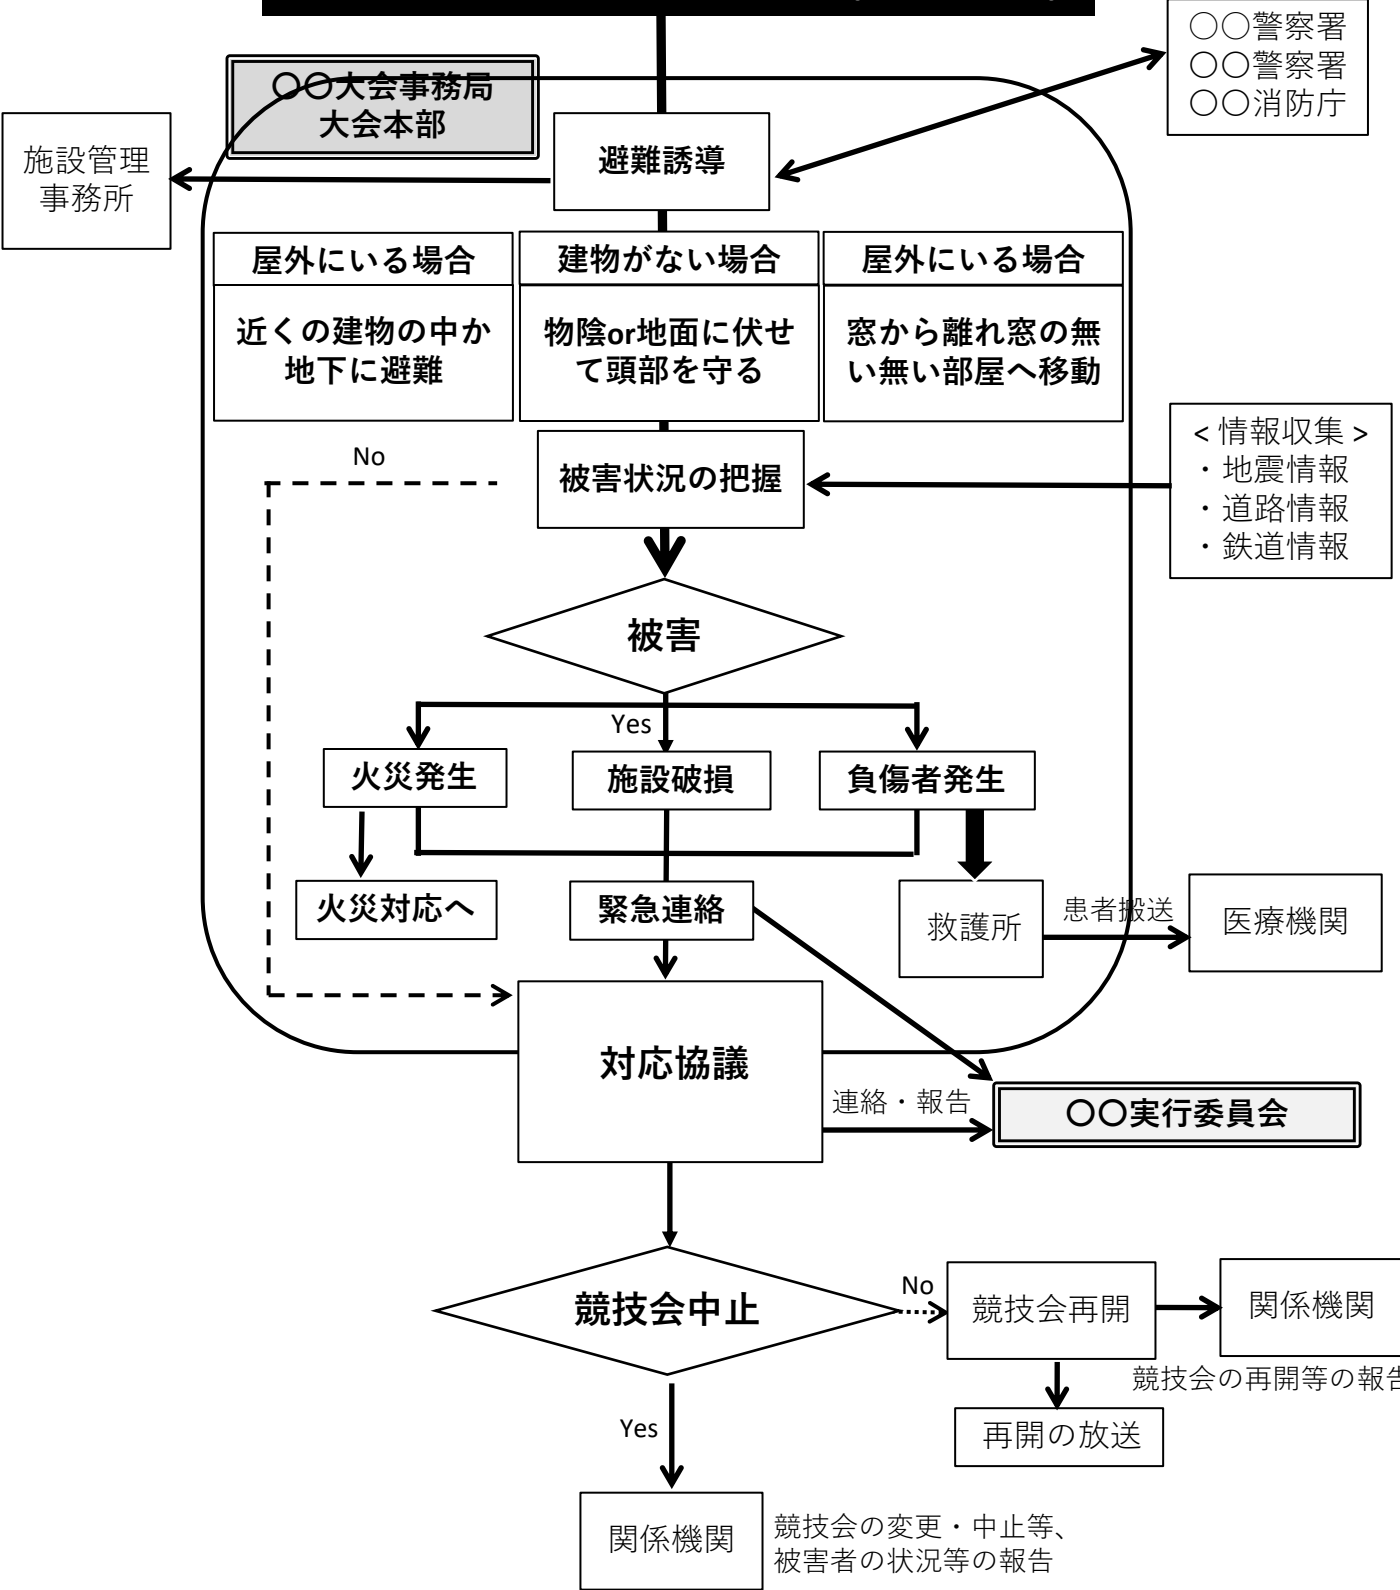 〇〇警察署
〇〇警察署
〇〇消防庁
〇〇大会事務局
大会本部
施設管理
事務所
避難誘導
屋外にいる場合
近くの建物の中か
地下に避難
建物がない場合
物陰or地面に伏せ
て頭部を守る
屋外にいる場合
窓から離れ窓の無
い無い部屋へ移動
No
被害状況の把握
＜情報収集＞
・地震情報
・道路情報
・鉄道情報
被害
Yes
火災発生
施設破損
負傷者発生
火災対応へ
緊急連絡
救護所
患者搬送
医療機関
対応協議
連絡・報告
〇〇実行委員会
競技会中止
No
競技会再開
関係機関
競技会の再開等の報告
再開の放送
Yes
関係機関
競技会の変更・中止等、
被害者の状況等の報告